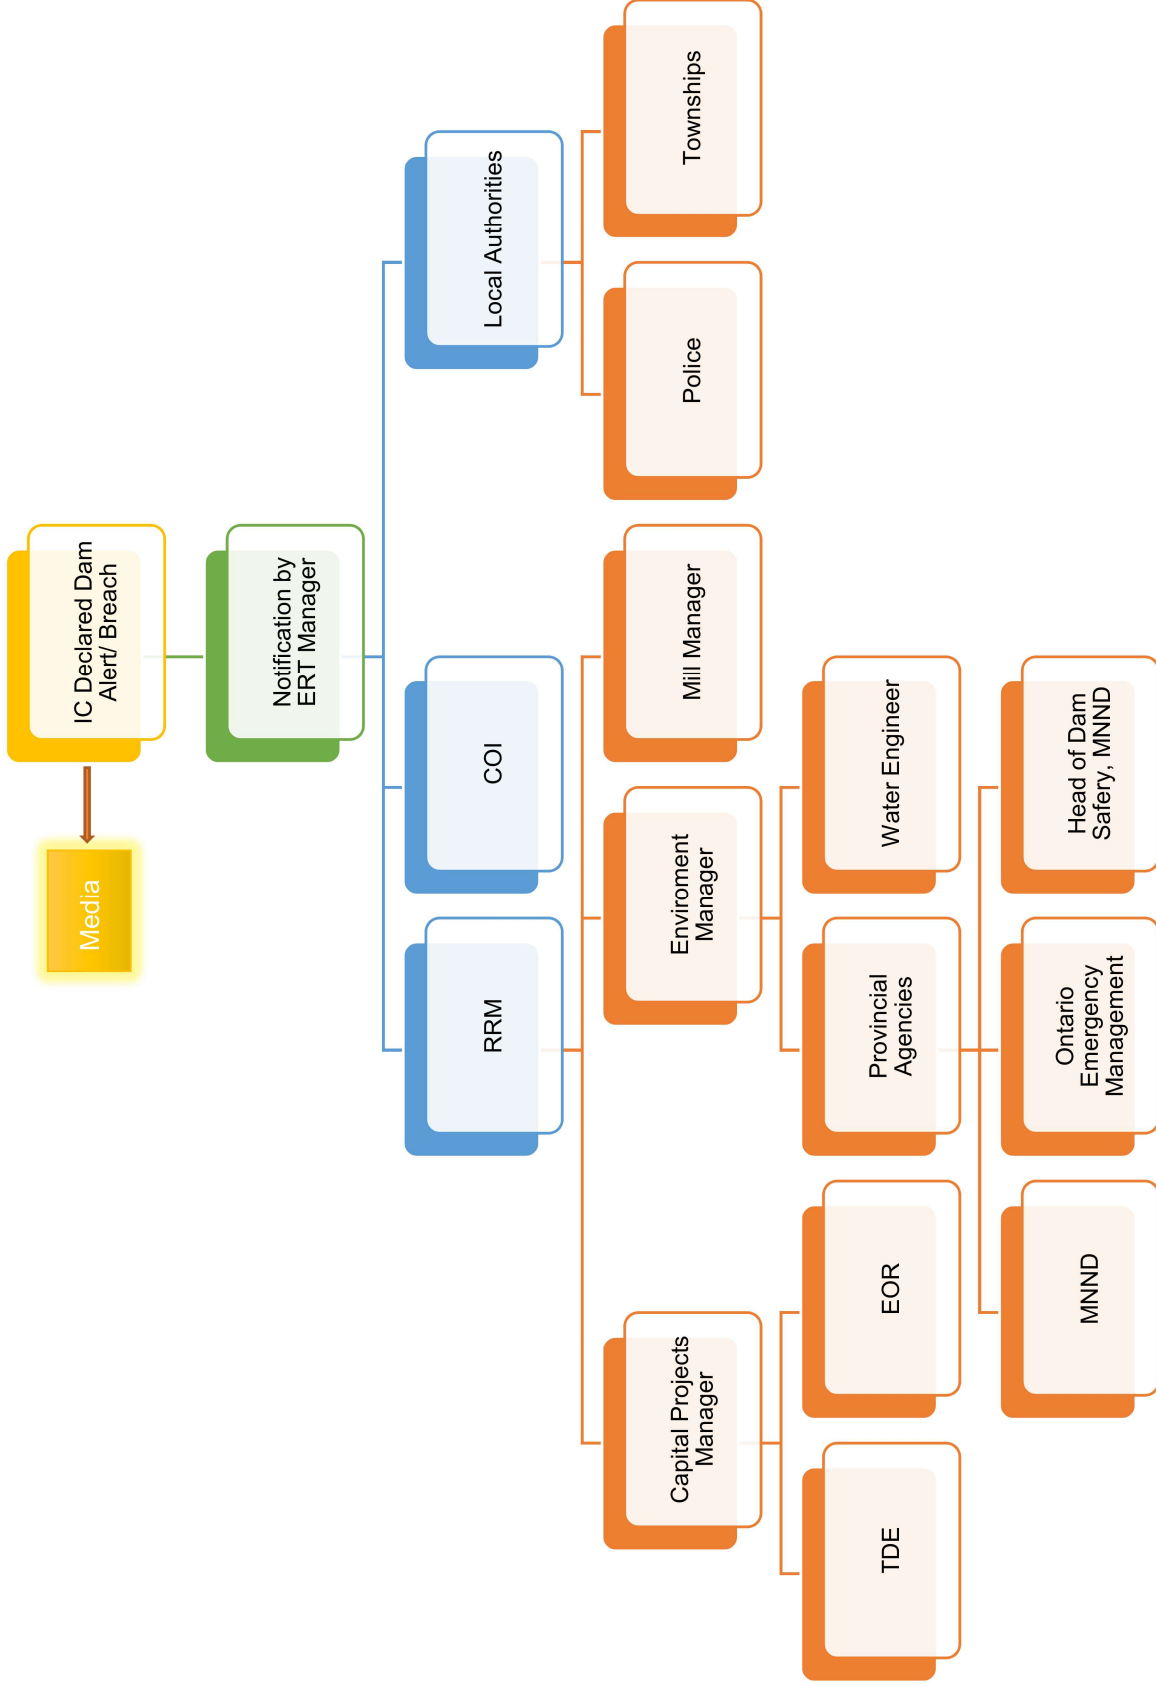 IC Declared Dam
Alert/ Breach
Media
Notification by
ERT Manager
RRM
COI
Local Authorities
Capital Projects
Manager
Enviroment
Manager
Mill Manager
Police
Townships
TDE
EOR
Provincial
Agencies
Water Engineer
MNND
Ontario
Emergency
Management
Head of Dam
Safery, MNND